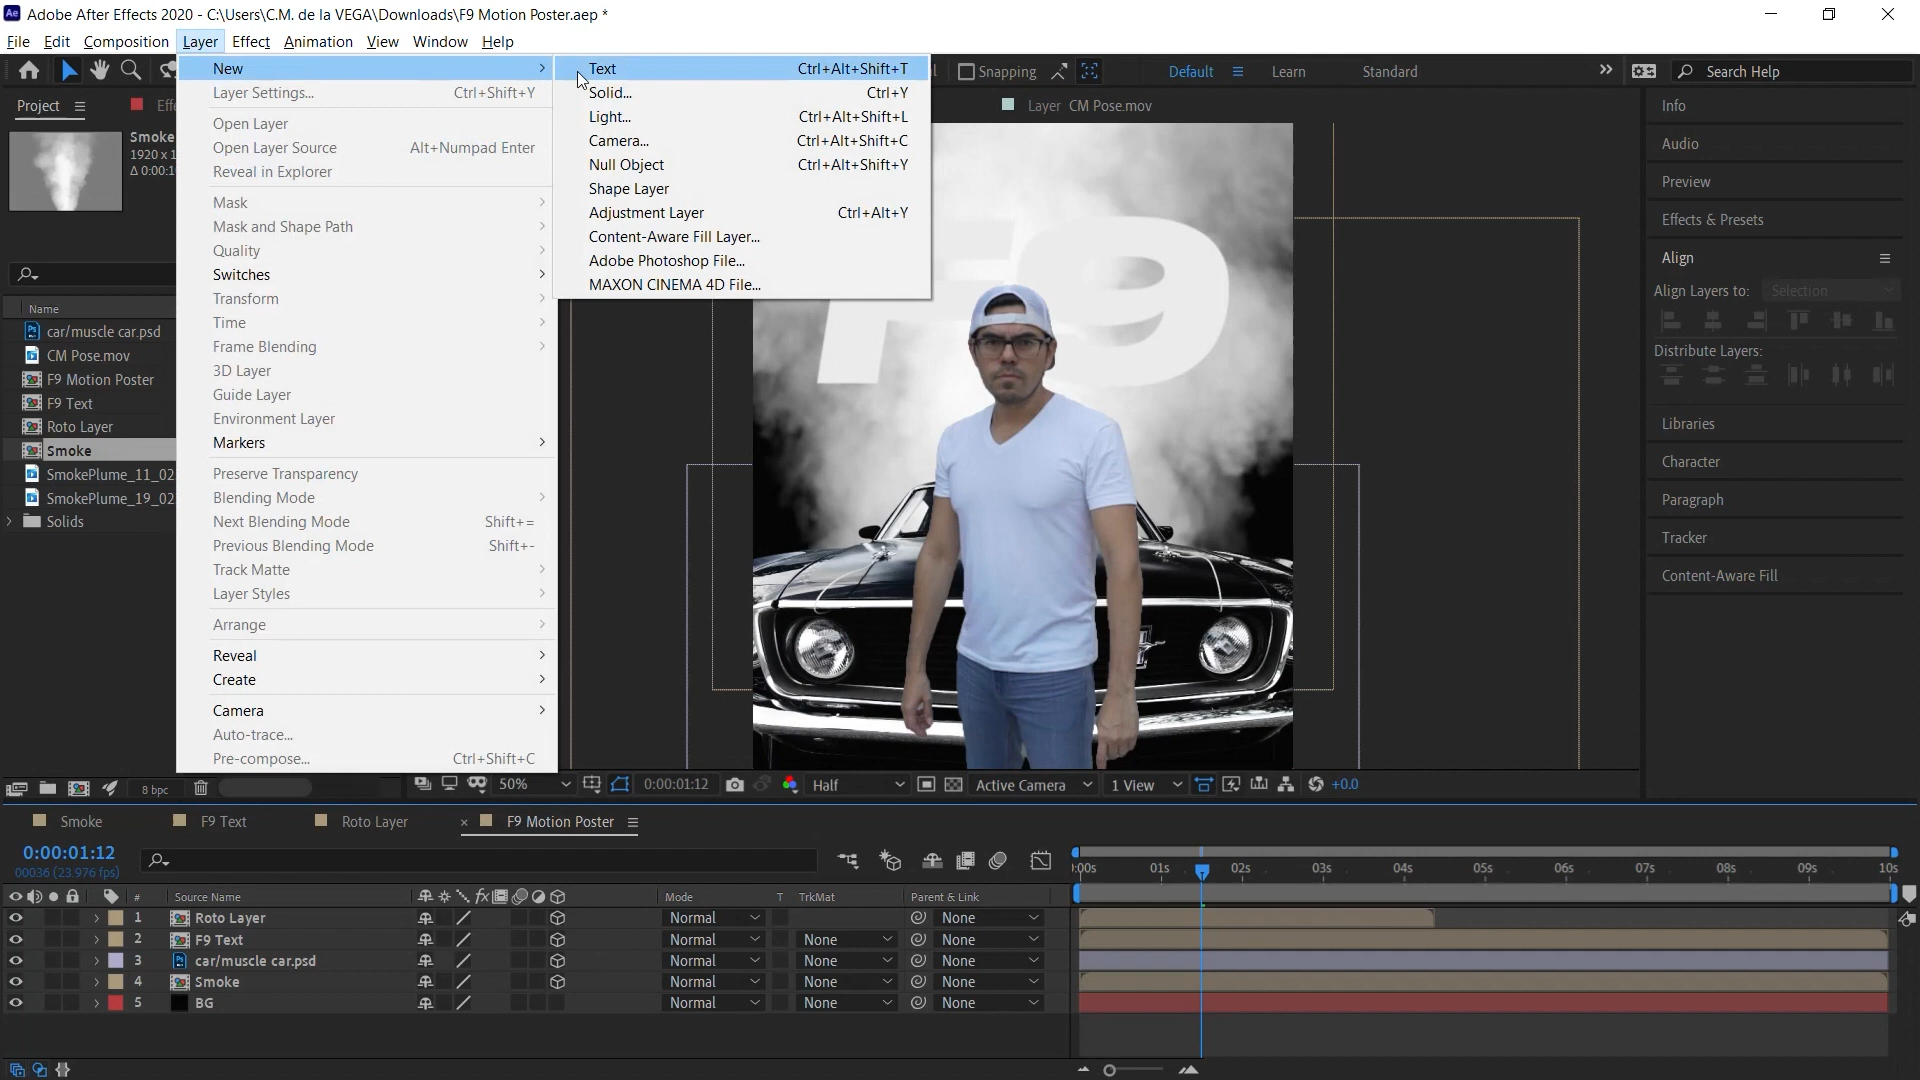 Adobe After Effects 2020 - C:\Users\C.M. de la VEGA\Downloads\F9 Motion Poster.aep *
File Edit Composition Layer Effect Animation View Window Help
Snapping Default Learn Standard Search Help
Project
Layer CM Pose.mov
Smoke
1920 x 1
Δ 0:00:1
Name
car/muscle car.psd
CM Pose.mov
F9 Motion Poster
F9 Text
Roto Layer
Smoke
SmokePlume_11_02
SmokePlume_19_02
Solids
8 bpc
New
Layer Settings... Ctrl+Shift+Y
Open Layer
Open Layer Source Alt+Numpad Enter
Reveal in Explorer
Mask
Mask and Shape Path
Quality
Switches
Transform
Time
Frame Blending
3D Layer
Guide Layer
Environment Layer
Markers
Preserve Transparency
Blending Mode
Next Blending Mode Shift+=
Previous Blending Mode Shift+-
Track Matte
Layer Styles
Arrange
Reveal
Create
Camera
Auto-trace...
Pre-compose... Ctrl+Shift+C
Text Ctrl+Alt+Shift+T
Solid... Ctrl+Y
Light... Ctrl+Alt+Shift+L
Camera... Ctrl+Alt+Shift+C
Null Object Ctrl+Alt+Shift+Y
Shape Layer
Adjustment Layer Ctrl+Alt+Y
Content-Aware Fill Layer...
Adobe Photoshop File...
MAXON CINEMA 4D File...
F9
Info
Audio
Preview
Effects & Presets
Align
Align Layers to: Selection
Distribute Layers:
Libraries
Character
Paragraph
Tracker
Content-Aware Fill
50% 0:00:01:12 Half Active Camera 1 View +0.0
Smoke F9 Text Roto Layer × F9 Motion Poster
0:00:01:12
00036 (23.976 fps)
:00s 01s 02s 03s 04s 05s 06s 07s 08s 09s 10s
# Source Name fx Mode T TrkMat Parent & Link
1 Roto Layer Normal None
2 F9 Text Normal None None
3 car/muscle car.psd Normal None None
4 Smoke Normal None None
5 BG Normal None None